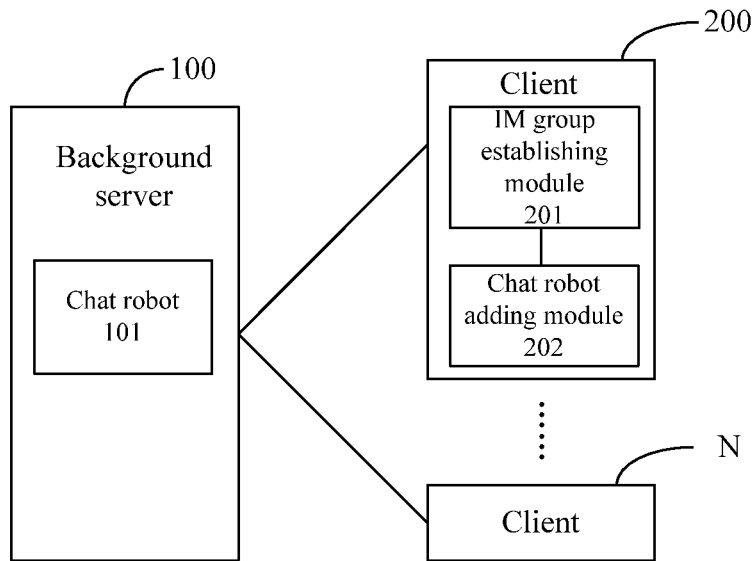 100
Background
server
Chat robot
101
200
Client
IM group
establishing
module
201
Chat robot
adding module
202
N
Client